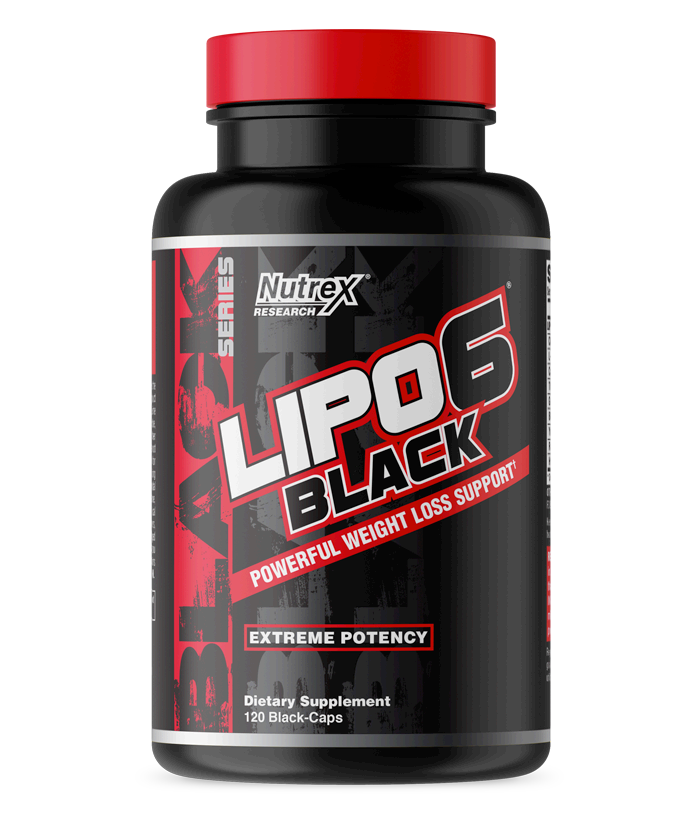 BLACK
SERIES
Nutrex®
RESEARCH
LIPO6®
BLACK
POWERFUL WEIGHT LOSS SUPPORT†
EXTREME POTENCY
Dietary Supplement
120 Black-Caps